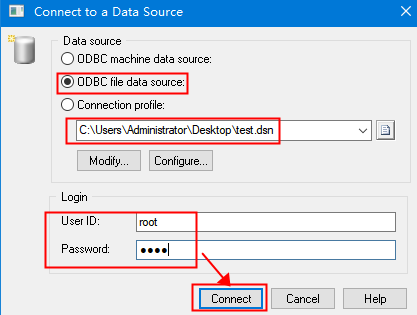 Connect to a Data Source
Data source
ODBC machine data source:
ODBC file data source:
Connection profile:
C:\Users\Administrator\Desktop\test.dsn
Modify...
Configure...
Login
User ID:
root
Password:
●●●●
Connect
Cancel
Help